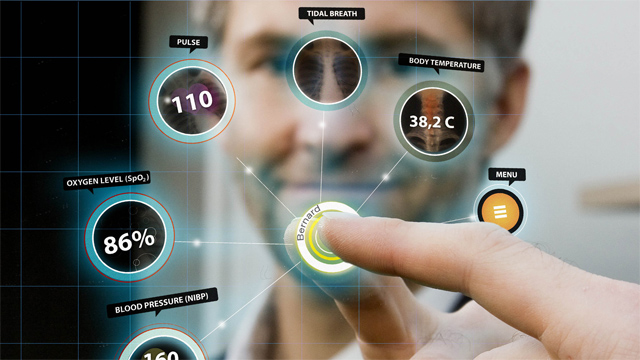 TIDAL BREATH
PULSE
110
BODY TEMPERATURE
38,2 C
OXYGEN LEVEL (SpO₂)
86%
MENU
Bernard
BLOOD PRESSURE (NIBP)
160